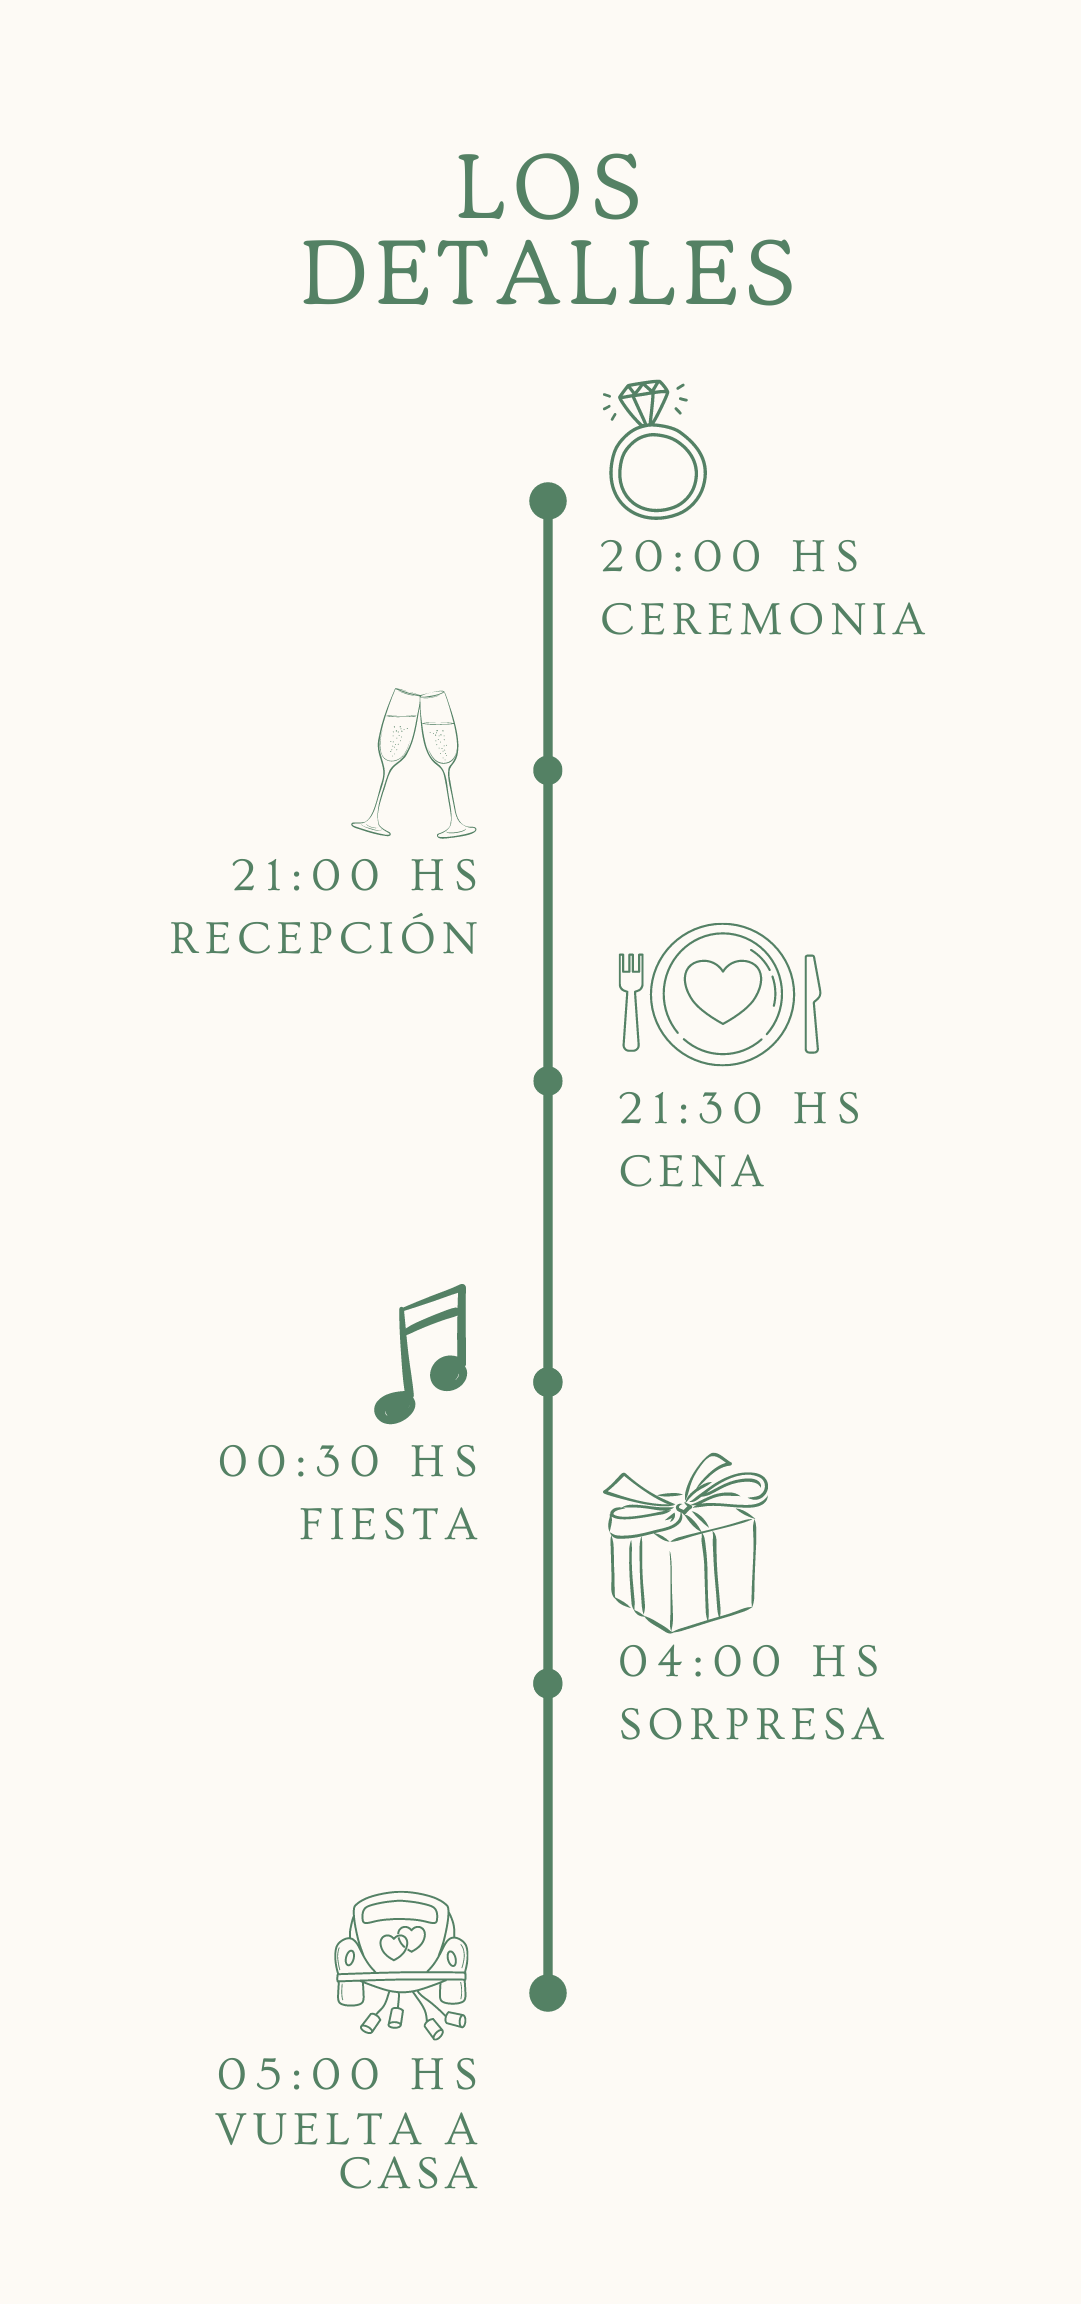 LOS
DETALLES
20:00 HS
CEREMONIA
21:00 HS
RECEPCIÓN
21:30 HS
CENA
00:30 HS
FIESTA
04:00 HS
SORPRESA
05:00 HS
VUELTA A
CASA